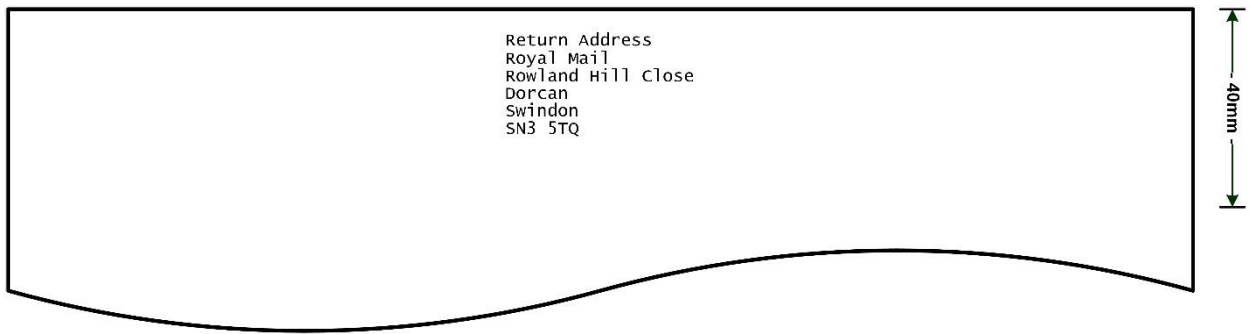 Return Address
Royal Mail
Rowland Hill Close
Dorcan
Swindon
SN3 5TQ
40mm